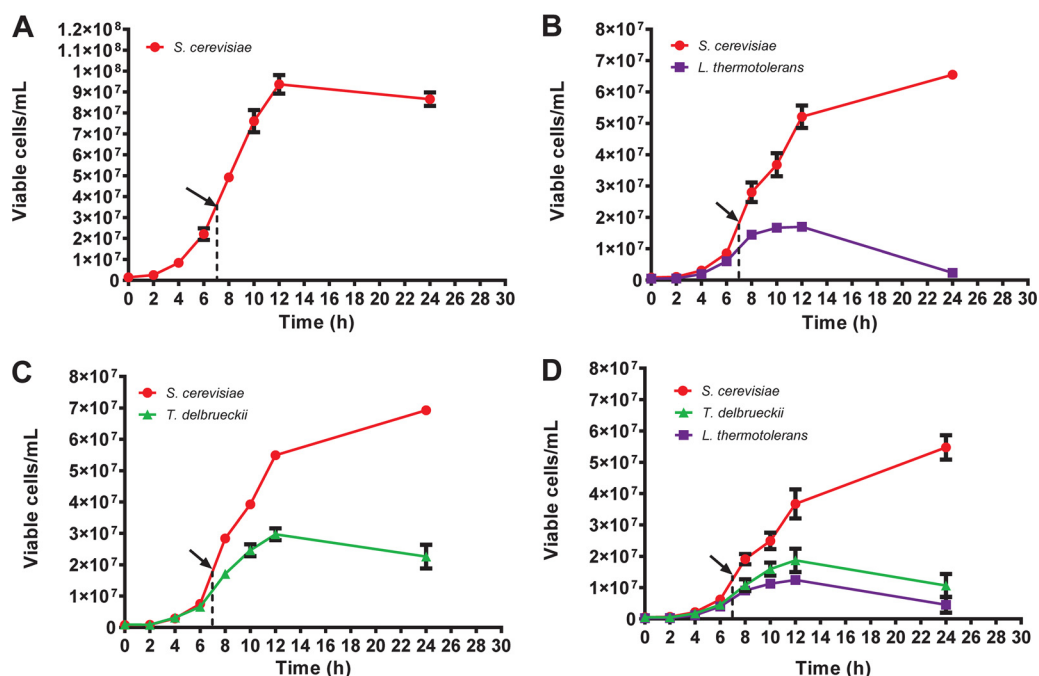 A
S. cerevisiae
1.2×10⁸
1.1×10⁸
1×10⁸
9×10⁷
8×10⁷
7×10⁷
6×10⁷
5×10⁷
4×10⁷
3×10⁷
2×10⁷
1×10⁷
0
Viable cells/mL
0 2 4 6 8 10 12 14 16 18 20 22 24 26 28 30
Time (h)
B
S. cerevisiae
L. thermotolerans
8×10⁷
7×10⁷
6×10⁷
5×10⁷
4×10⁷
3×10⁷
2×10⁷
1×10⁷
0
Viable cells/mL
0 2 4 6 8 10 12 14 16 18 20 22 24 26 28 30
Time (h)
C
S. cerevisiae
T. delbrueckii
8×10⁷
7×10⁷
6×10⁷
5×10⁷
4×10⁷
3×10⁷
2×10⁷
1×10⁷
0
Viable cells/mL
0 2 4 6 8 10 12 14 16 18 20 22 24 26 28 30
Time (h)
D
S. cerevisiae
T. delbrueckii
L. thermotolerans
8×10⁷
7×10⁷
6×10⁷
5×10⁷
4×10⁷
3×10⁷
2×10⁷
1×10⁷
0
Viable cells/mL
0 2 4 6 8 10 12 14 16 18 20 22 24 26 28 30
Time (h)